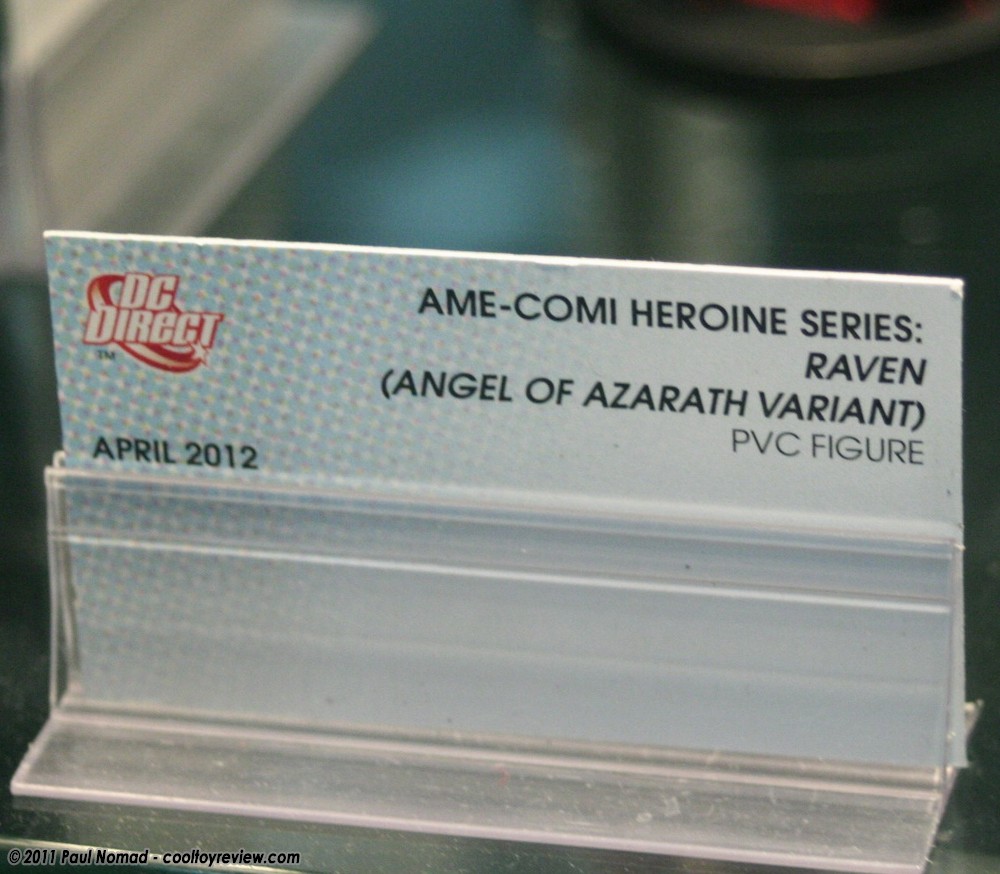 DC
DIRECT
TM
AME-COMI HEROINE SERIES:
RAVEN
(ANGEL OF AZARATH VARIANT)
PVC FIGURE
APRIL 2012
©2011 Paul Nomad - cooltoyreview.com